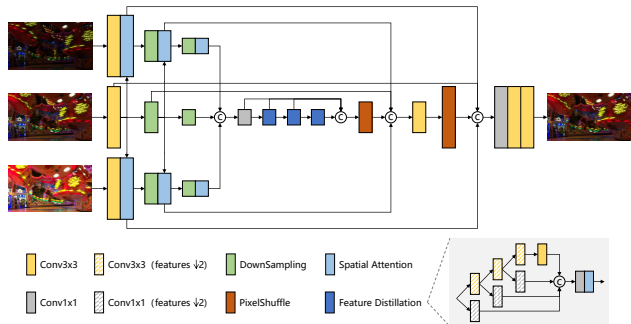 C
C
C
C
Conv3x3
Conv3x3 (features ↓2)
DownSampling
Spatial Attention
Conv1x1
Conv1x1 (features ↓2)
PixelShuffle
Feature Distillation
C